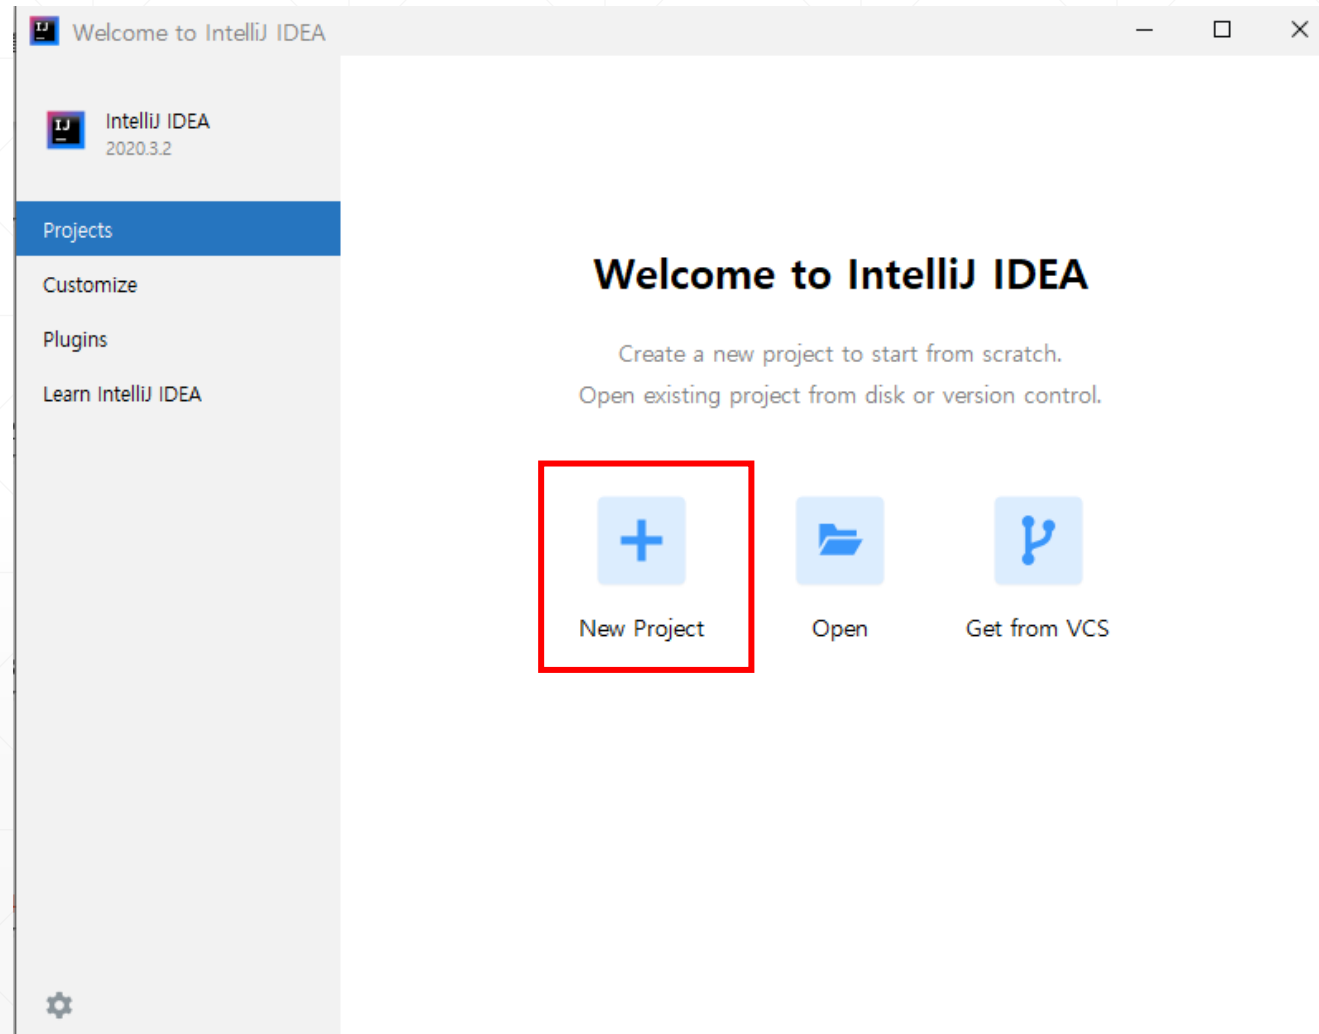 Welcome to IntelliJ IDEA
IntelliJ IDEA
2020.3.2
Projects
Customize
Plugins
Learn IntelliJ IDEA
Welcome to IntelliJ IDEA
Create a new project to start from scratch.
Open existing project from disk or version control.
New Project
Open
Get from VCS